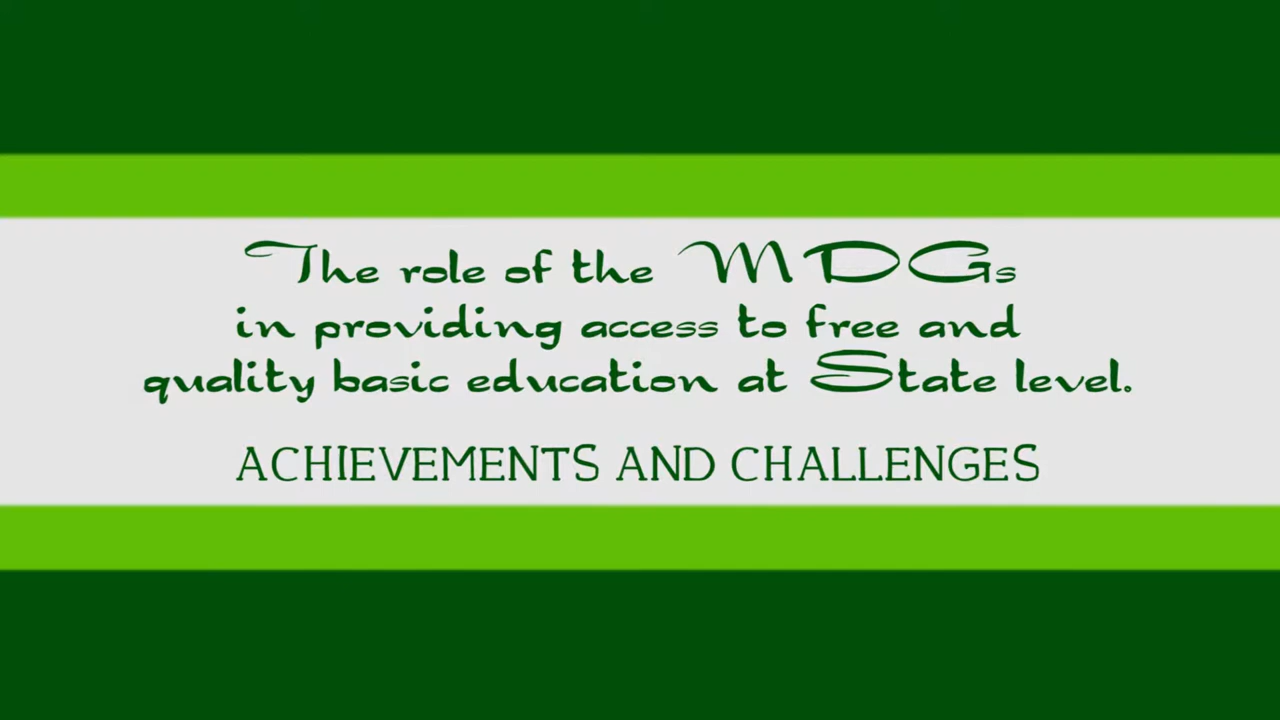 The role of the MDGs
in providing access to free and
quality basic education at State level.
ACHIEVEMENTS AND CHALLENGES